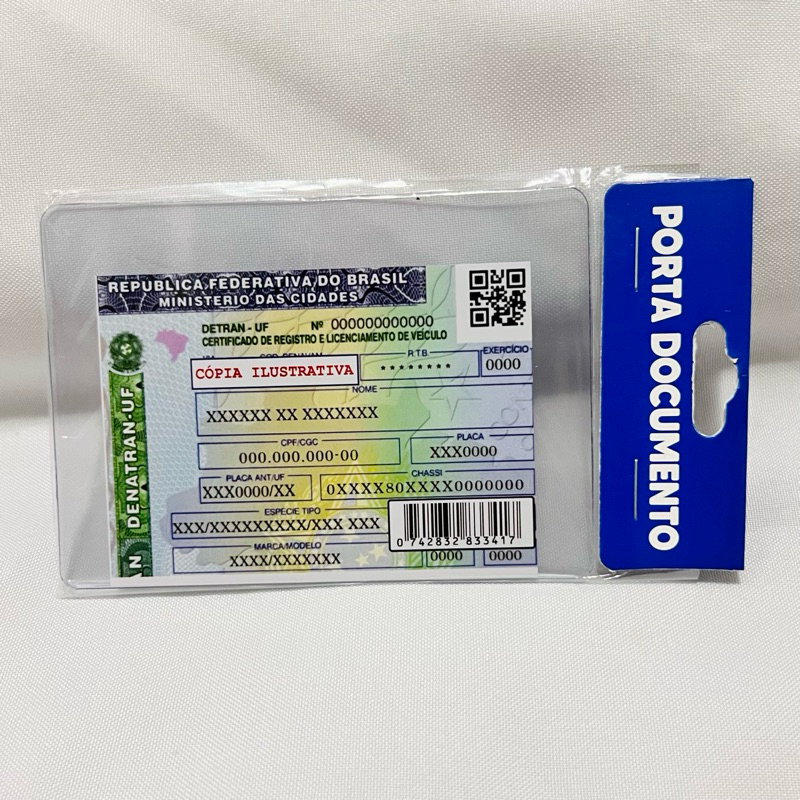 REPUBLICA FEDERATIVA DO BRASIL
MINISTERIO DAS CIDADES
DETRAN - UF Nº 000000000000
CERTIFICADO DE REGISTRO E LICENCIAMENTO DE VEÍCULO
R.T.B EXERCÍCIO
CÓPIA ILUSTRATIVA ******** 0000
NOME
XXXXXX XX XXXXXXX
CPF/CGC PLACA
000.000.000-00 XXX0000
PLACA ANT/UF CHASSI
XXX0000/XX 0XXXX80XXXX0000000
ESPÉCIE TIPO
XXX/XXXXXXXXX/XXX XXX
MARCA/MODELO
XXXX/XXXXXXX 0000 0000
0 742832 833417
DENATRAN-UF
AN
PORTA DOCUMENTO